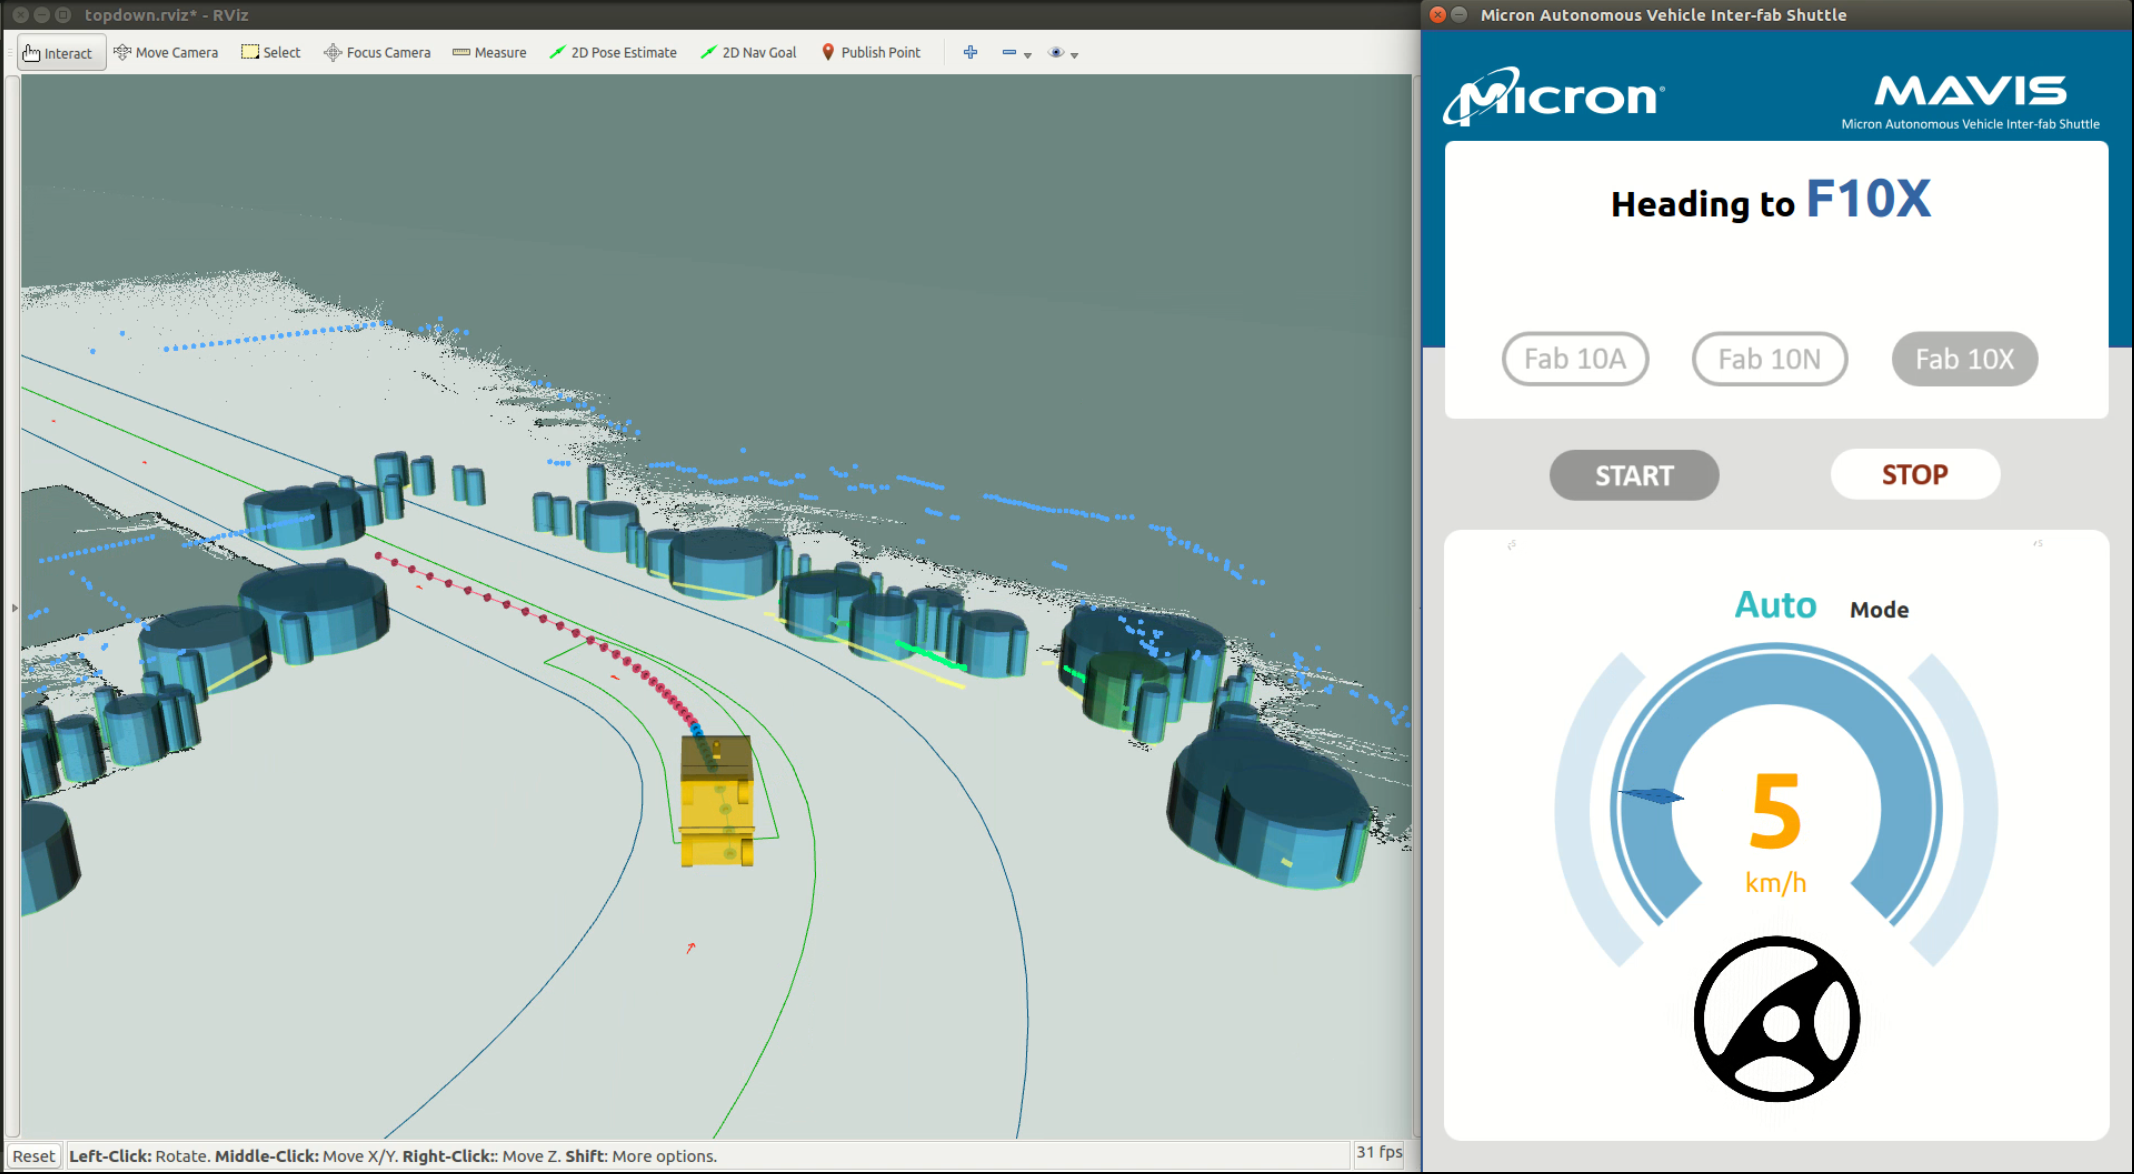 topdown.rviz* - RViz
Interact
Move Camera
Select
Focus Camera
Measure
2D Pose Estimate
2D Nav Goal
Publish Point
Reset
Left-Click: Rotate. Middle-Click: Move X/Y. Right-Click:: Move Z. Shift: More options.
31 fps
Micron Autonomous Vehicle Inter-fab Shuttle
Micron
MAVIS
Micron Autonomous Vehicle Inter-fab Shuttle
Heading to F10X
Fab 10A
Fab 10N
Fab 10X
START
STOP
Auto Mode
5
km/h